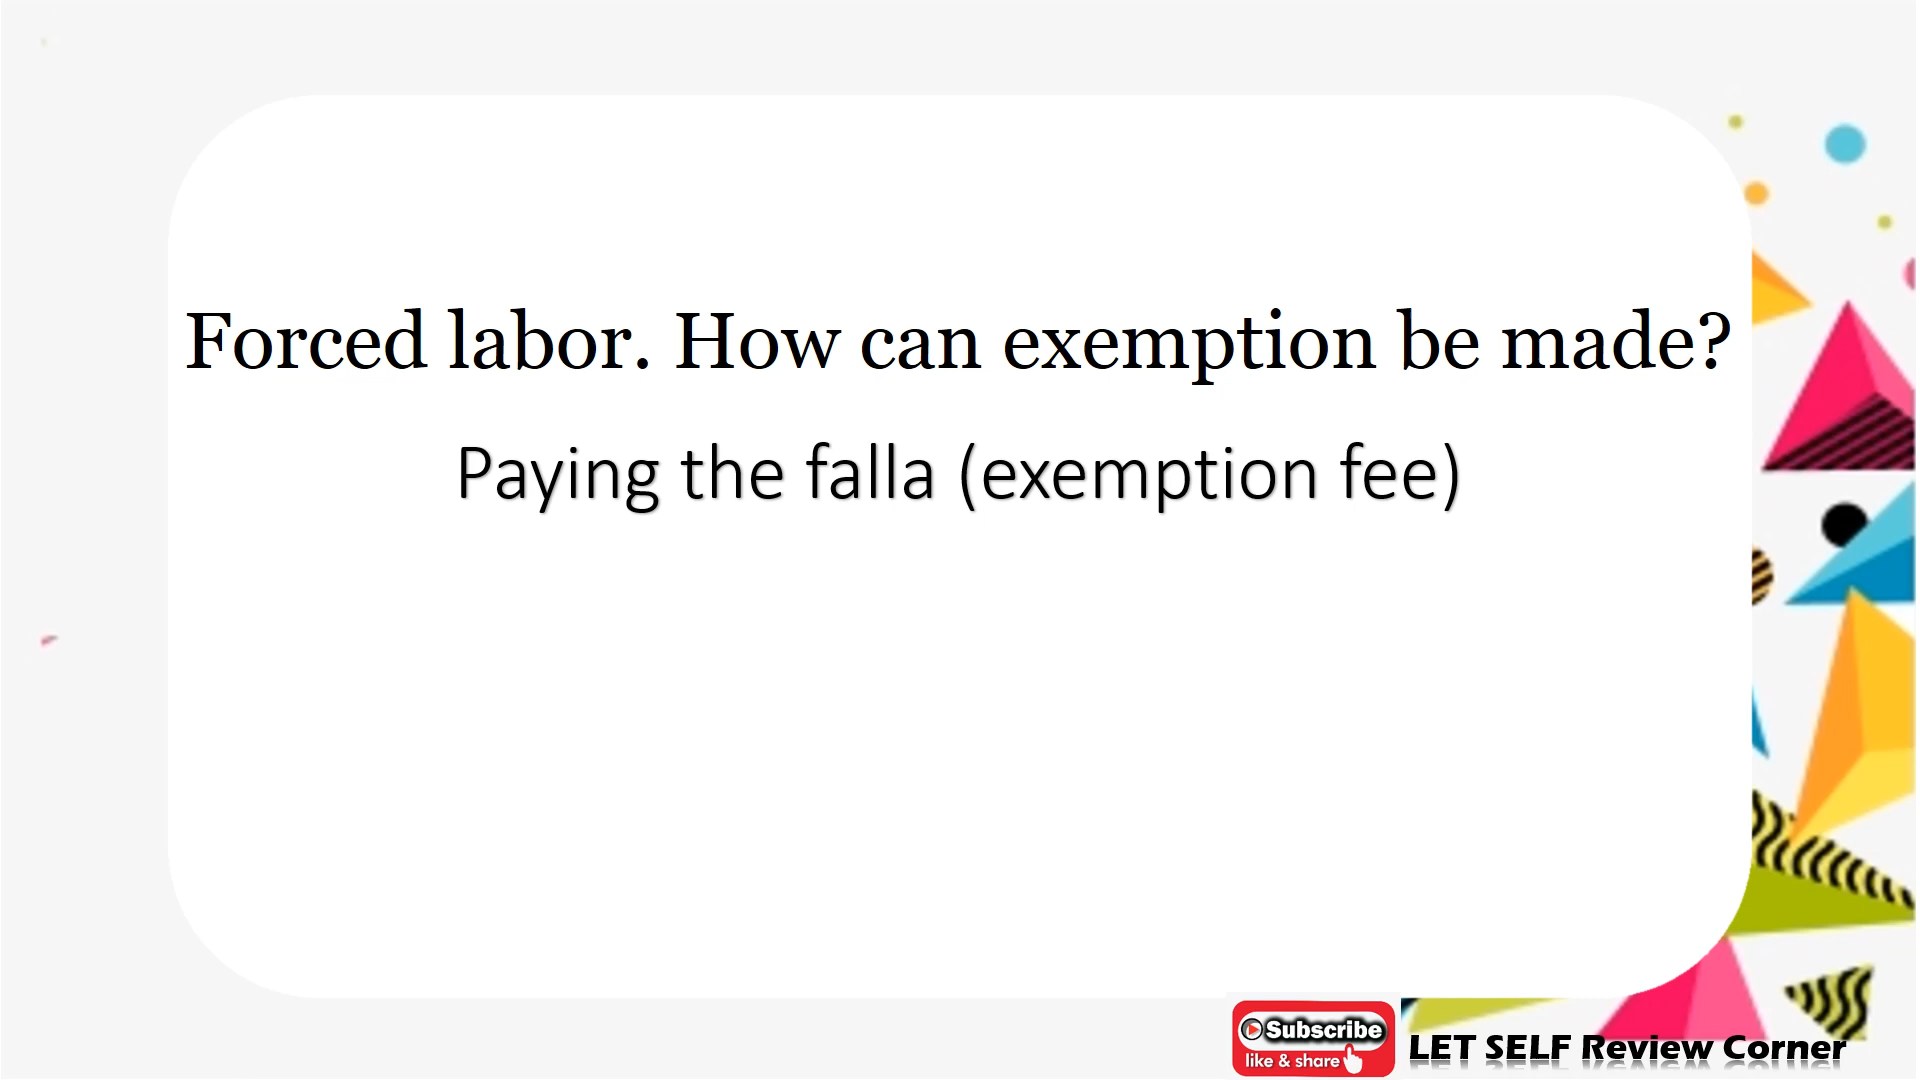 Forced labor. How can exemption be made?
Paying the falla (exemption fee)
Subscribe
like & share
LET SELF Review Corner